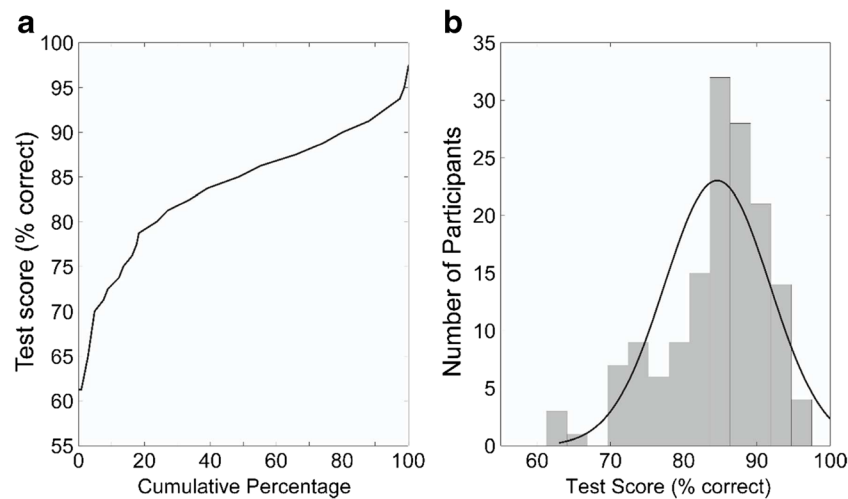 a
100
95
90
85
80
75
70
65
60
55
Test score (% correct)
0 20 40 60 80 100
Cumulative Percentage
b
35
30
25
20
15
10
5
0
Number of Participants
60 70 80 90 100
Test Score (% correct)